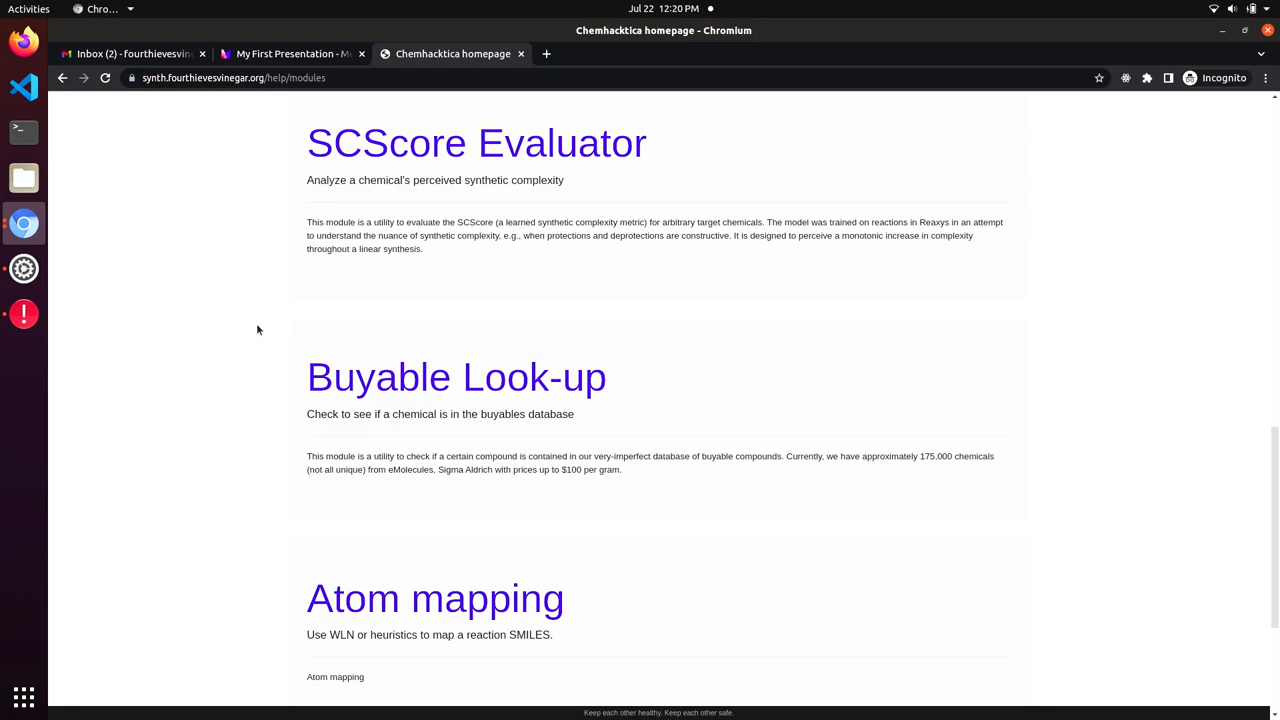 Chro…
Jul 22 12:20 PM
Chemhacktica homepage - Chromium
Inbox (2) - fourthievesvine
My First Presentation - Mo
Chemhacktica homepage
synth.fourthievesvinegar.org/help/modules
Incognito
SCScore Evaluator
Analyze a chemical's perceived synthetic complexity
This module is a utility to evaluate the SCScore (a learned synthetic complexity metric) for arbitrary target chemicals. The model was trained on reactions in Reaxys in an attempt
to understand the nuance of synthetic complexity, e.g., when protections and deprotections are constructive. It is designed to perceive a monotonic increase in complexity
throughout a linear synthesis.
Buyable Look-up
Check to see if a chemical is in the buyables database
This module is a utility to check if a certain compound is contained in our very-imperfect database of buyable compounds. Currently, we have approximately 175,000 chemicals
(not all unique) from eMolecules, Sigma Aldrich with prices up to $100 per gram.
Atom mapping
Use WLN or heuristics to map a reaction SMILES.
Atom mapping
Keep each other healthy. Keep each other safe.